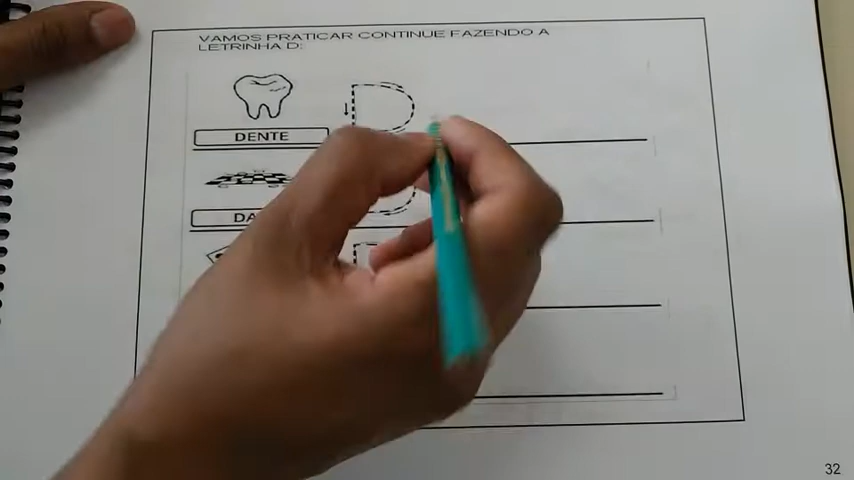 VAMOS PRATICAR CONTINUE FAZENDO A
LETRINHA D:
D
DENTE
32